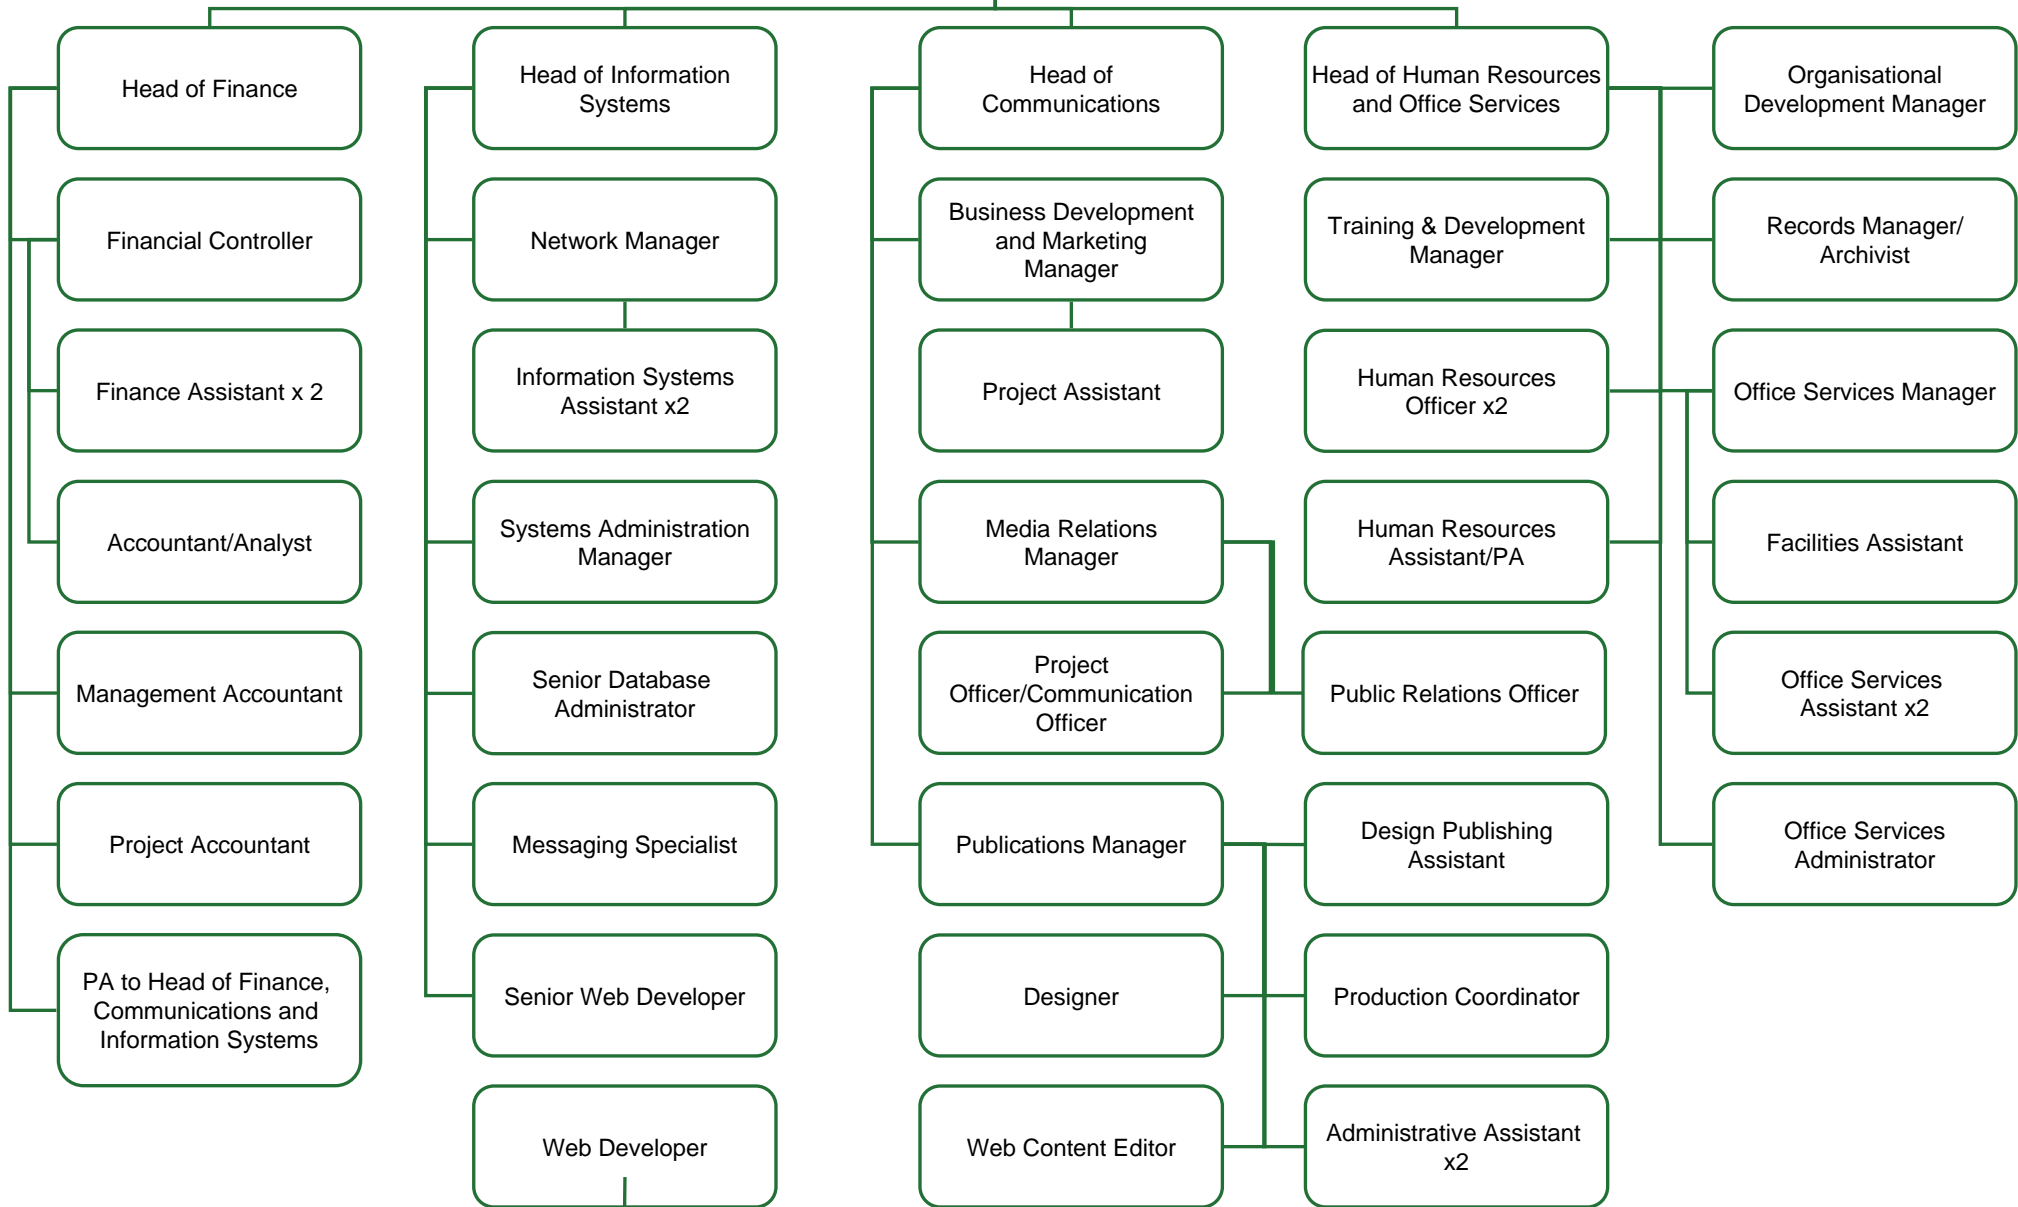 Head of Finance
Head of Information
Systems
Head of
Communications
Head of Human Resources
and Office Services
Organisational
Development Manager
Financial Controller
Network Manager
Business Development
and Marketing
Manager
Training & Development
Manager
Records Manager/
Archivist
Finance Assistant x 2
Information Systems
Assistant x2
Project Assistant
Human Resources
Officer x2
Office Services Manager
Accountant/Analyst
Systems Administration
Manager
Media Relations
Manager
Human Resources
Assistant/PA
Facilities Assistant
Management Accountant
Senior Database
Administrator
Project
Officer/Communication
Officer
Public Relations Officer
Office Services
Assistant x2
Project Accountant
Messaging Specialist
Publications Manager
Design Publishing
Assistant
Office Services
Administrator
PA to Head of Finance,
Communications and
Information Systems
Senior Web Developer
Designer
Production Coordinator
Web Developer
Web Content Editor
Administrative Assistant
x2